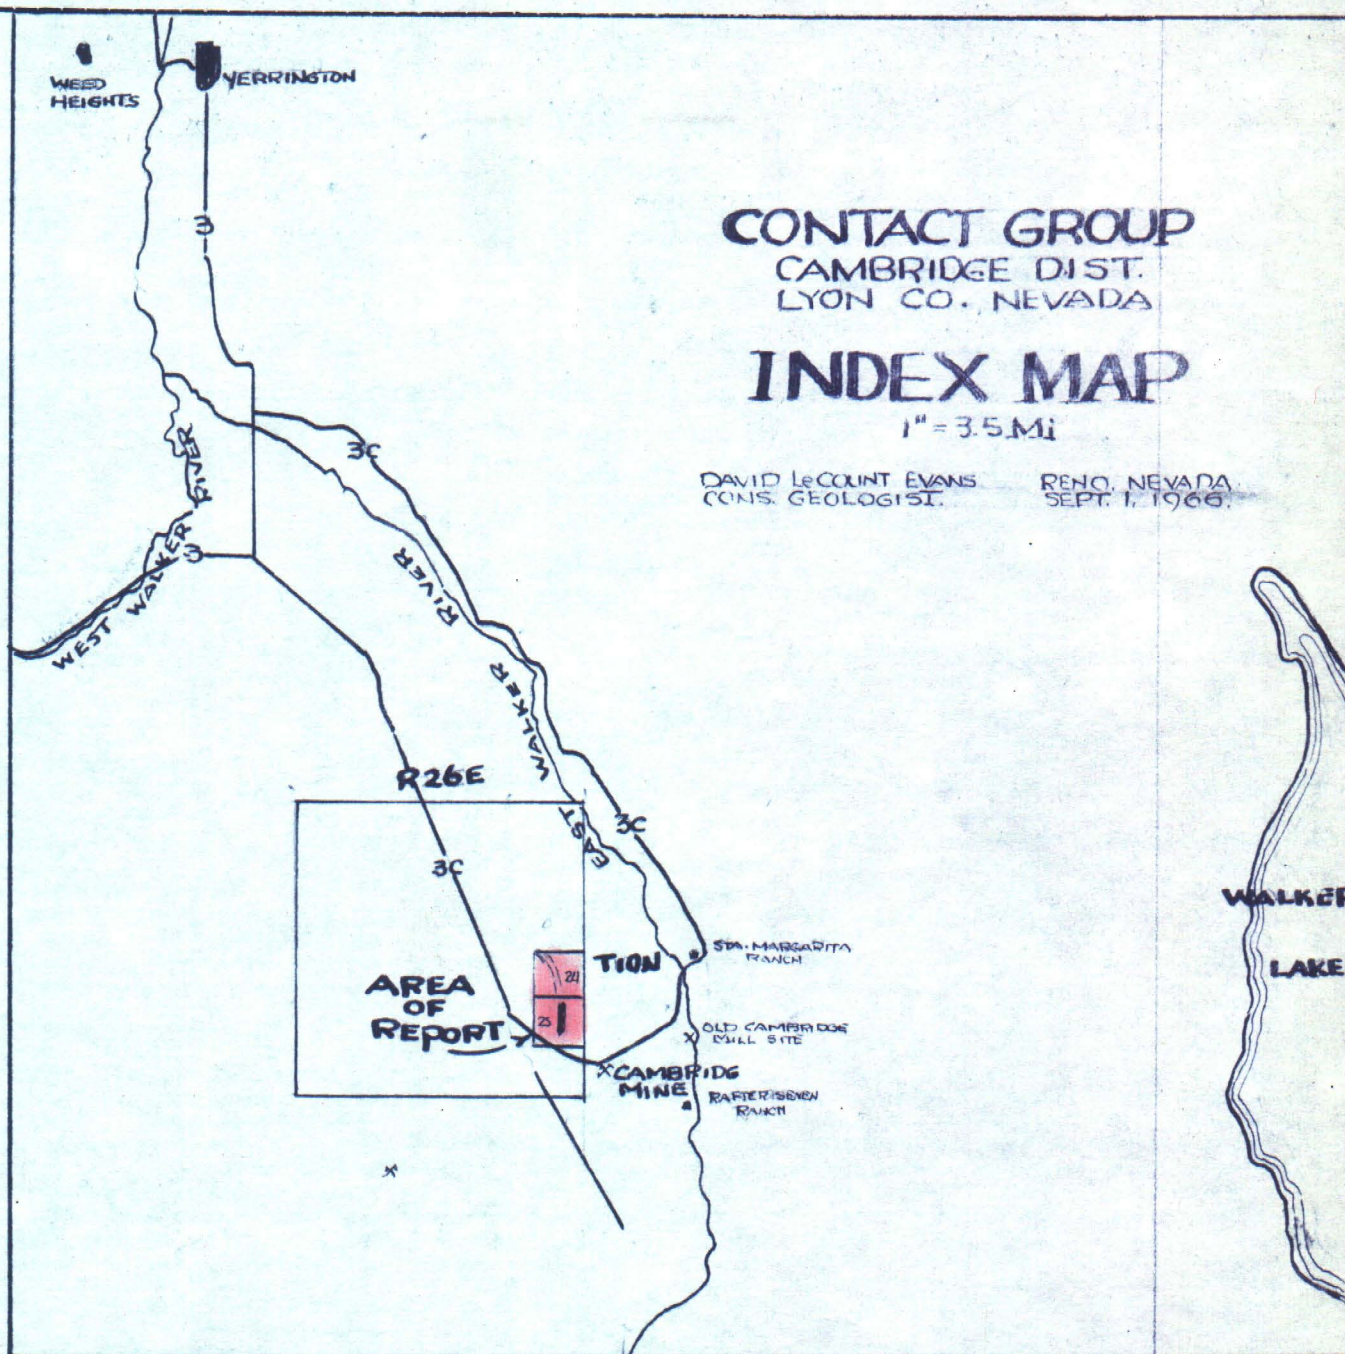 WEED
HEIGHTS
YERRINGTON
3
CONTACT GROUP
CAMBRIDGE DIST.
LYON CO. NEVADA
INDEX MAP
1" = 3.5 Mi
DAVID LeCOUNT EVANS
CONS. GEOLOGIST.
RENO, NEVADA
SEPT. 1, 1966.
3C
WEST WALKER RIVER
3
EAST WALKER RIVER
R26E
3C
3C
WALKER
LAKE
T10N
24
25
AREA
OF
REPORT
STA. MARGARITA
RANCH
OLD CAMBRIDGE
MILL SITE
CAMBRIDG
MINE
RAFTER SEVEN
RANCH